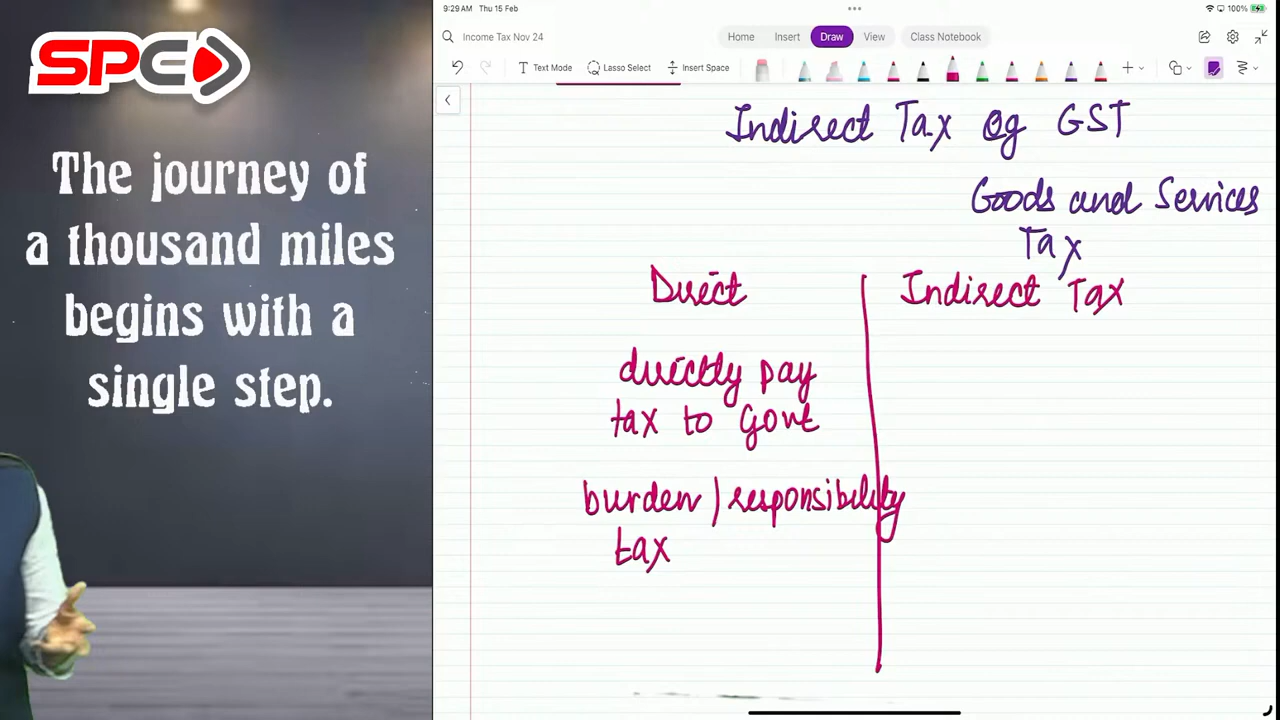 9:29 AM Thu 15 Feb
100%
Income Tax Nov 24
Home Insert Draw View Class Notebook
Text Mode Lasso Select Insert Space
SPC
The journey of
a thousand miles
begins with a
single step.
Indirect Tax eg GST
Goods and Services
Tax
Direct
Indirect Tax
directly pay
tax to Govt
burden / responsibility
tax